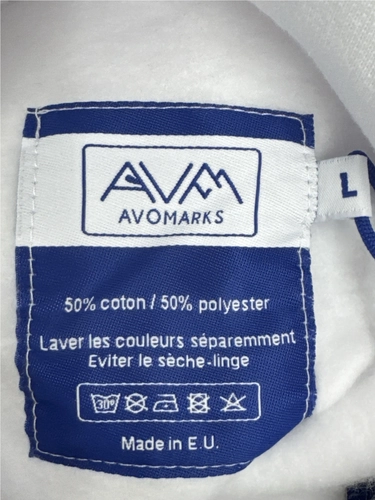 AVM
AVOMARKS
L
50% coton / 50% polyester
Laver les couleurs séparemment
Eviter le sèche-linge
30°
Made in E.U.